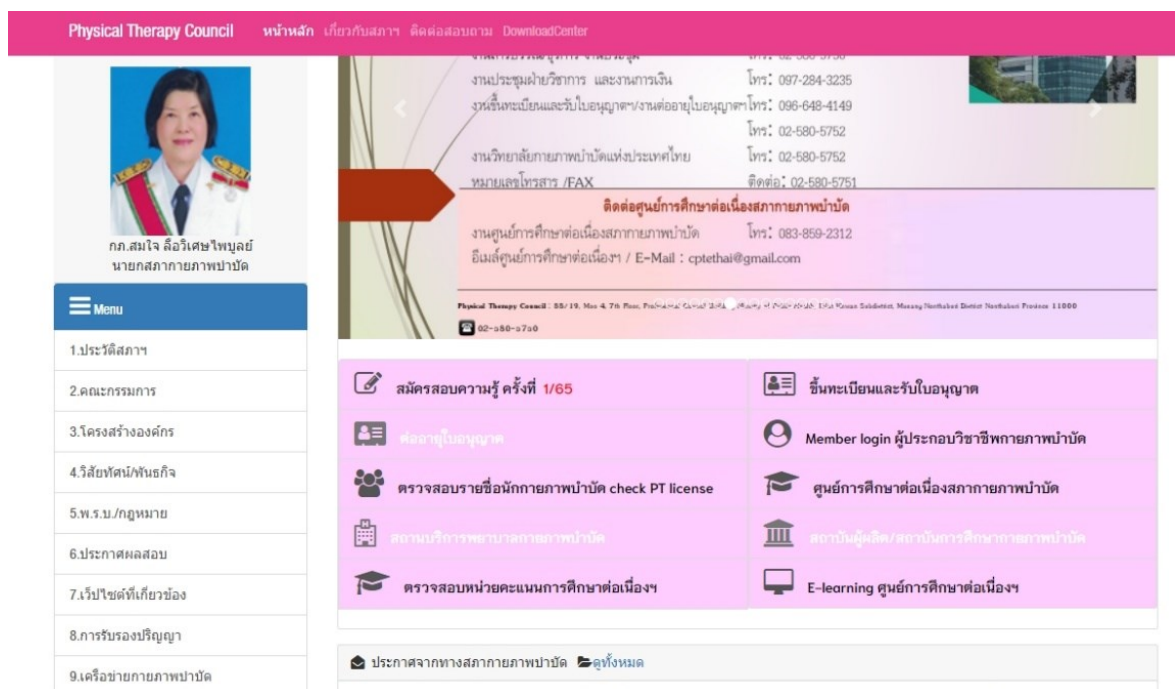 Physical Therapy Council หน้าหลัก เกี่ยวกับสภาฯ ติดต่อสอบถาม DownloadCenter
กภ.สมใจ ลือวิเศษไพบูลย์
นายกสภากายภาพบำบัด
Menu
1.ประวัติสภาฯ
2.คณะกรรมการ
3.โครงสร้างองค์กร
4.วิสัยทัศน์/พันธกิจ
5.พ.ร.บ./กฎหมาย
6.ประกาศผลสอบ
7.เว็ปไซต์ที่เกี่ยวข้อง
8.การรับรองปริญญา
9.เครือข่ายกายภาพบำบัด
งานประชุมฝ่ายวิชาการ และงานการเงิน โทร: 097-284-3235
งานขึ้นทะเบียนและรับใบอนุญาตฯ/งานต่ออายุใบอนุญาตฯ โทร: 096-648-4149
โทร: 02-580-5752
งานวิทยาลัยกายภาพบำบัดแห่งประเทศไทย โทร: 02-580-5752
หมายเลขโทรสาร /FAX ติดต่อ: 02-580-5751
ติดต่อศูนย์การศึกษาต่อเนื่องสภากายภาพบำบัด
งานศูนย์การศึกษาต่อเนื่องสภากายภาพบำบัด โทร: 083-859-2312
อีเมล์ศูนย์การศึกษาต่อเนื่องฯ / E-Mail : cptethai@gmail.com
Physical Therapy Council : 88/19, Moo 4, 7th Floor, Subdistrict, Mueang Nonthaburi District Nonthaburi Province 11000
สมัครสอบความรู้ ครั้งที่ 1/65
ขึ้นทะเบียนและรับใบอนุญาต
ต่ออายุใบอนุญาต
Member login ผู้ประกอบวิชาชีพกายภาพบำบัด
ตรวจสอบรายชื่อนักกายภาพบำบัด check PT license
ศูนย์การศึกษาต่อเนื่องสภากายภาพบำบัด
สถานบริการพยาบาลกายภาพบำบัด
สถาบันผู้ผลิต/สถาบันการศึกษากายภาพบำบัด
ตรวจสอบหน่วยคะแนนการศึกษาต่อเนื่องฯ
E-learning ศูนย์การศึกษาต่อเนื่องฯ
ประกาศจากทางสภากายภาพบำบัด ดูทั้งหมด